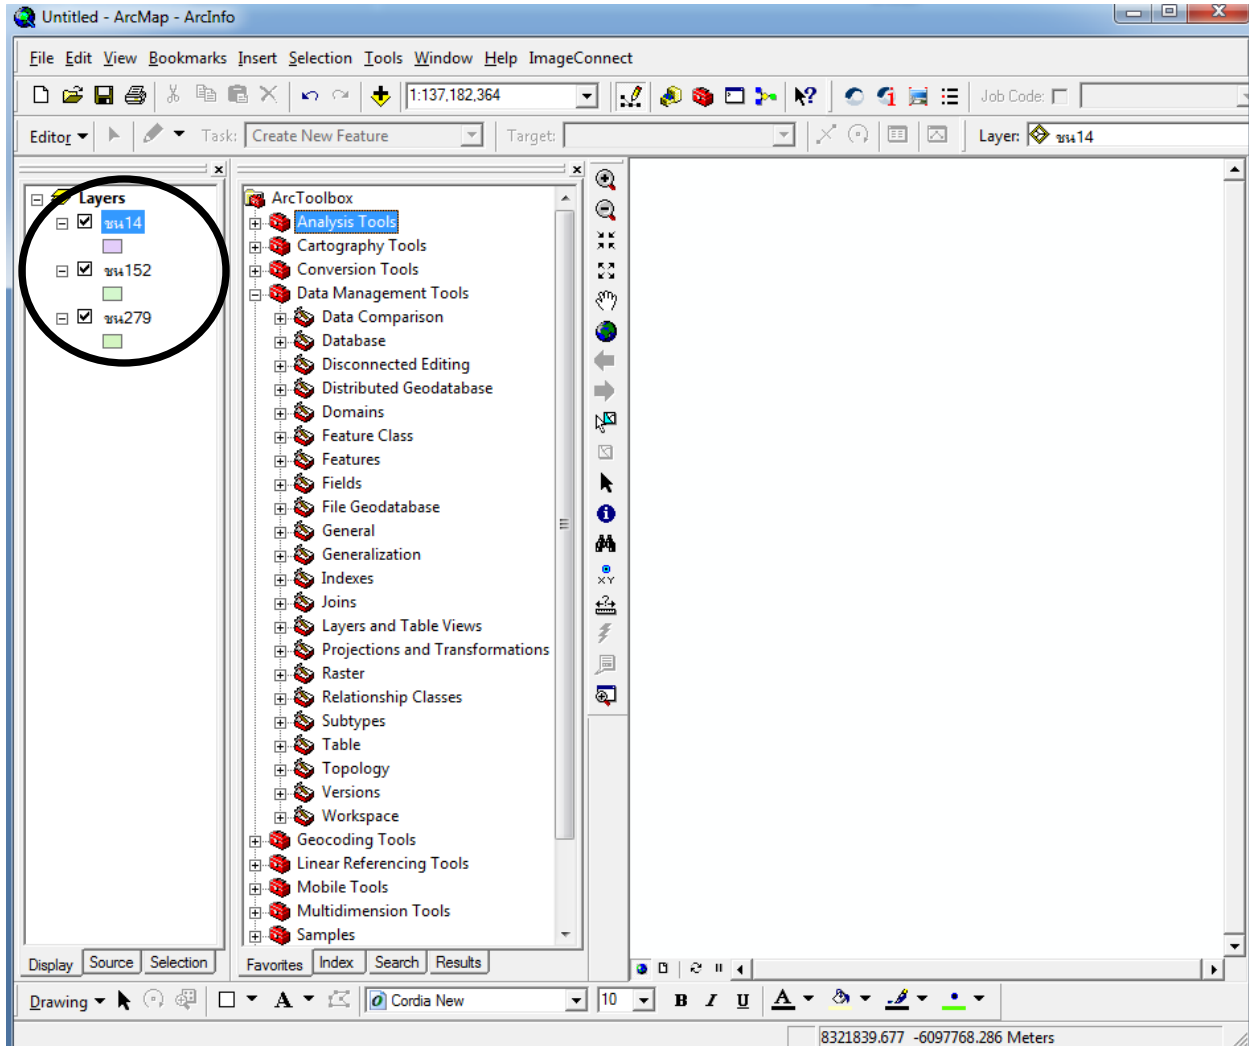 Untitled - ArcMap - ArcInfo
File Edit View Bookmarks Insert Selection Tools Window Help ImageConnect
1:137,182,364
Job Code:
Editor Task: Create New Feature Target: Layer: ชน14
Layers
ชน14
ชน152
ชน279
ArcToolbox
Analysis Tools
Cartography Tools
Conversion Tools
Data Management Tools
Data Comparison
Database
Disconnected Editing
Distributed Geodatabase
Domains
Feature Class
Features
Fields
File Geodatabase
General
Generalization
Indexes
Joins
Layers and Table Views
Projections and Transformations
Raster
Relationship Classes
Subtypes
Table
Topology
Versions
Workspace
Geocoding Tools
Linear Referencing Tools
Mobile Tools
Multidimension Tools
Samples
XY
Display Source Selection
Favorites Index Search Results
Drawing A Cordia New 10 B I U A
8321839.677 -6097768.286 Meters